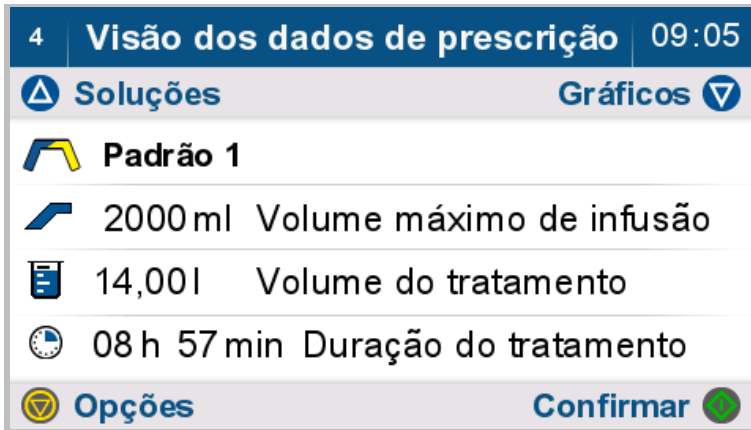 4 Visão dos dados de prescrição 09:05
Soluções Gráficos
Padrão 1
2000 ml Volume máximo de infusão
14,00 l Volume do tratamento
08 h 57 min Duração do tratamento
Opções Confirmar